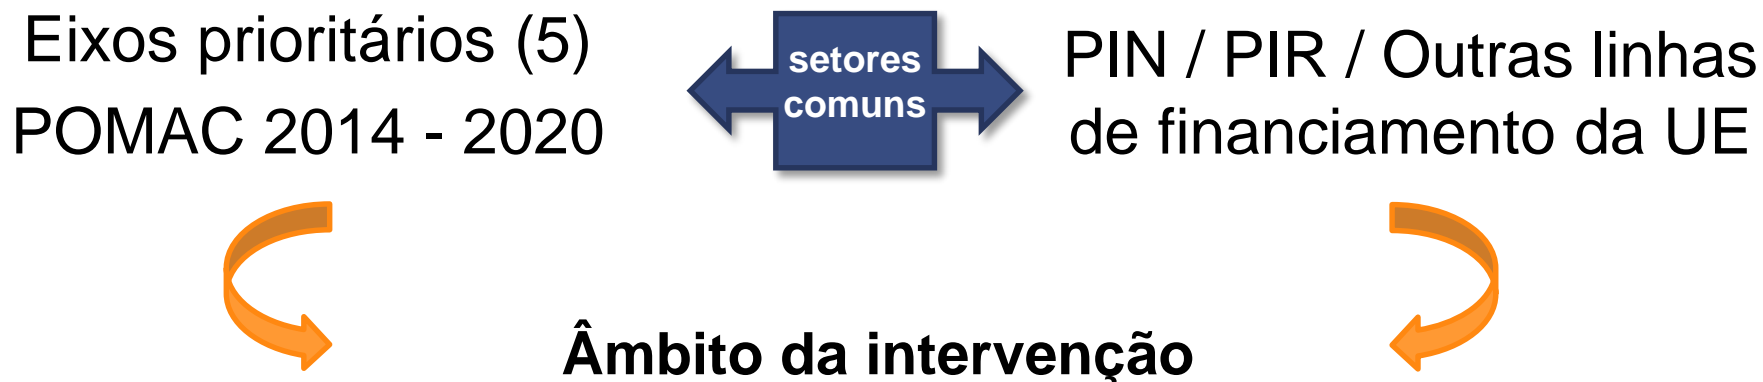 Eixos prioritários (5)
POMAC 2014 - 2020
setores
comuns
PIN / PIR / Outras linhas
de financiamento da UE
Âmbito da intervenção